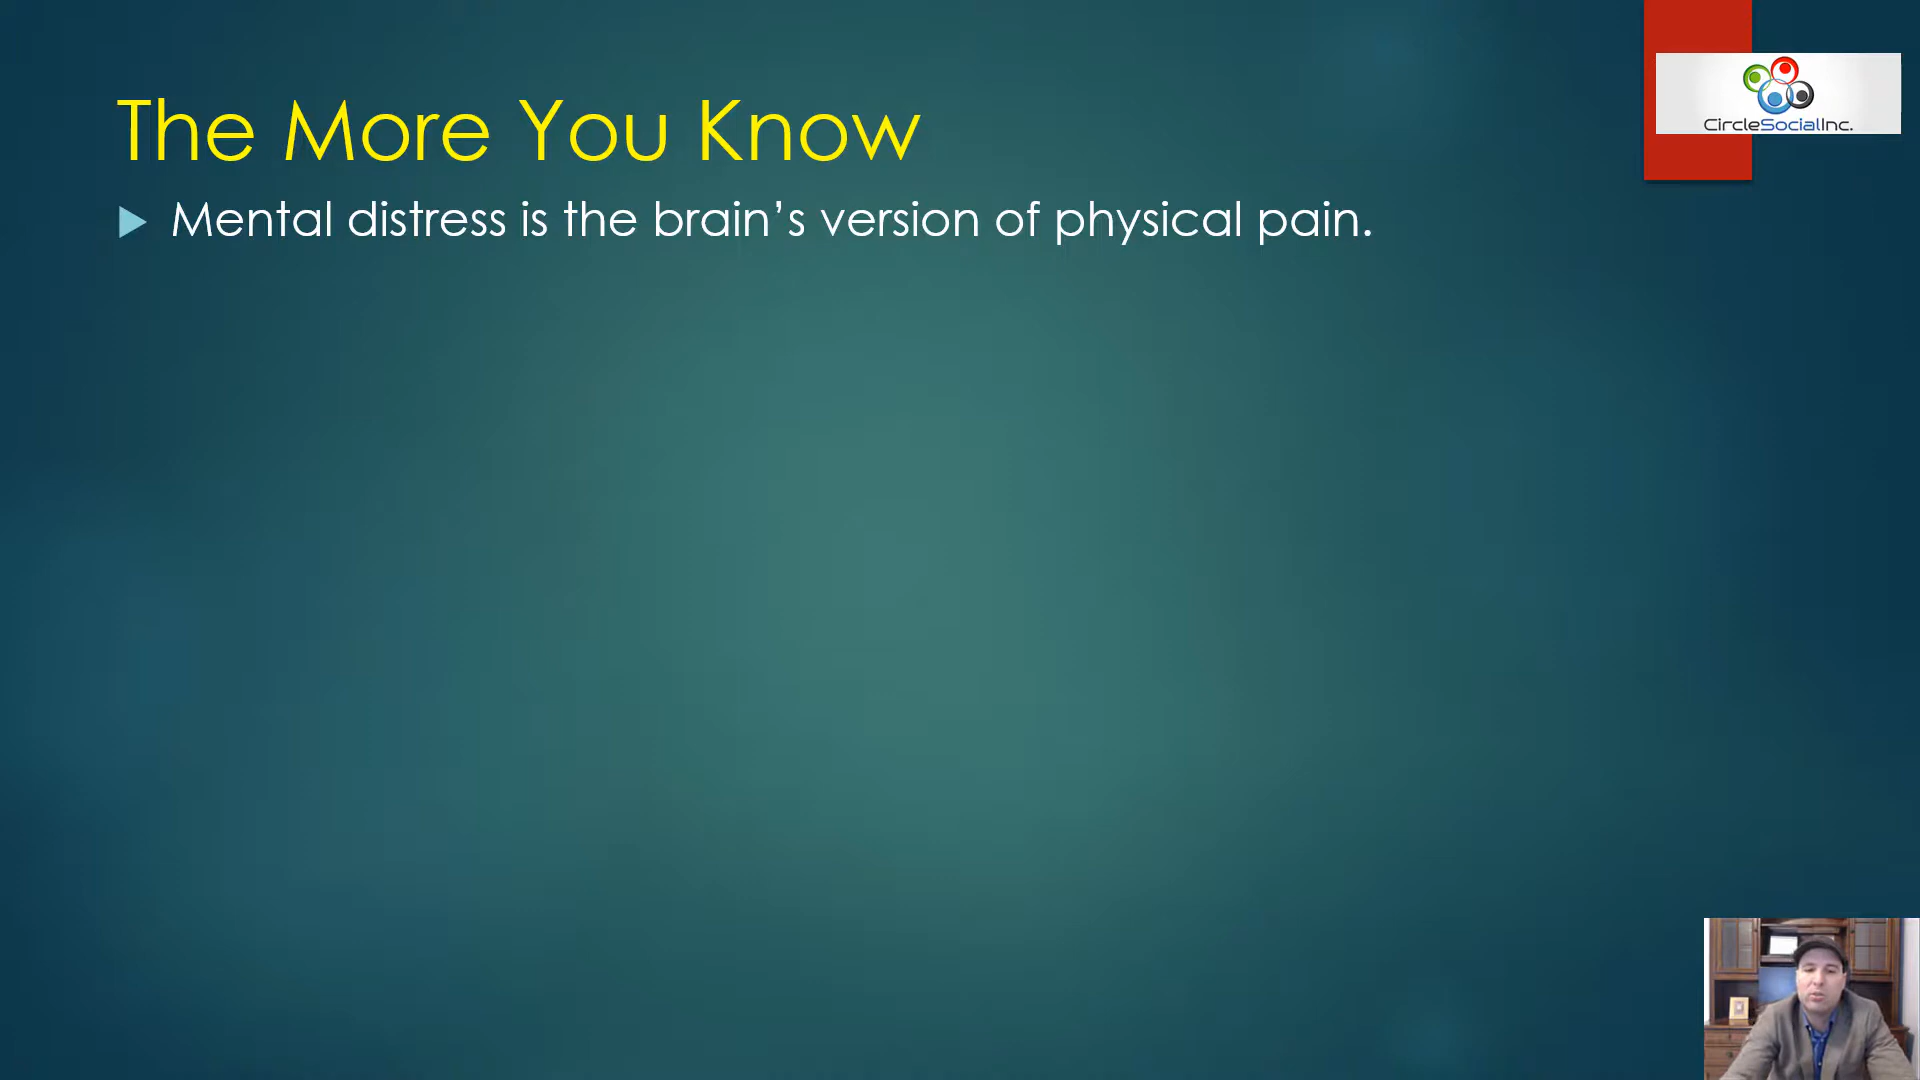 The More You Know
Mental distress is the brain’s version of physical pain.
CircleSocialInc.